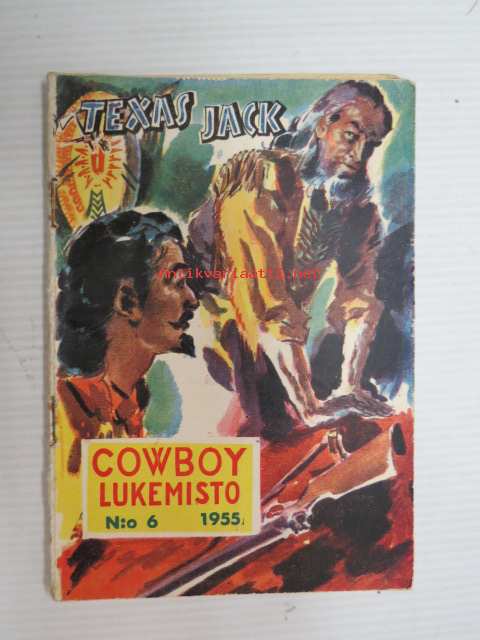 TEXAS JACK
Antikvariaatti.net
COWBOY
LUKEMISTO
N:o 6 1955